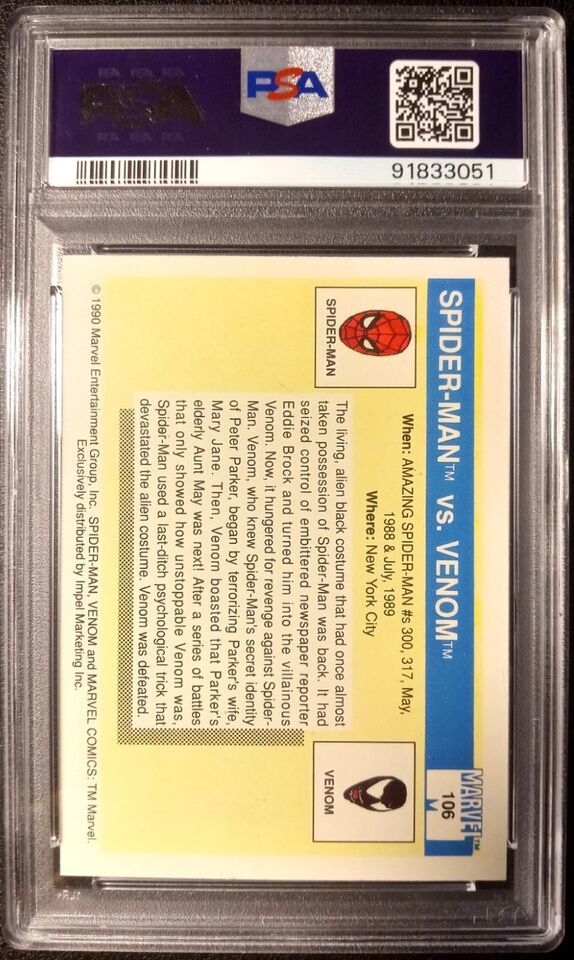 PSA
PSA
91833051
SPIDER-MAN™ vs. VENOM™
MARVEL™
106
When: AMAZING SPIDER-MAN #s 300, 317, May,
1988 & July, 1989
Where: New York City
SPIDER-MAN
VENOM
The living, alien black costume that had once almost
taken possession of Spider-Man was back. It had
seized control of embittered newspaper reporter
Eddie Brock and turned him into the villainous
Venom. Now, it hungered for revenge against Spider-
Man. Venom, who knew Spider-Man's secret identity
of Peter Parker, began by terrorizing Parker's wife,
Mary Jane. Then, Venom boasted that Parker's
elderly Aunt May was next! After a series of battles
that only showed how unstoppable Venom was,
Spider-Man used a last-ditch psychological trick that
devastated the alien costume. Venom was defeated.
© 1990 Marvel Entertainment Group, Inc. SPIDER-MAN, VENOM and MARVEL COMICS: TM Marvel.
Exclusively distributed by Impel Marketing Inc.